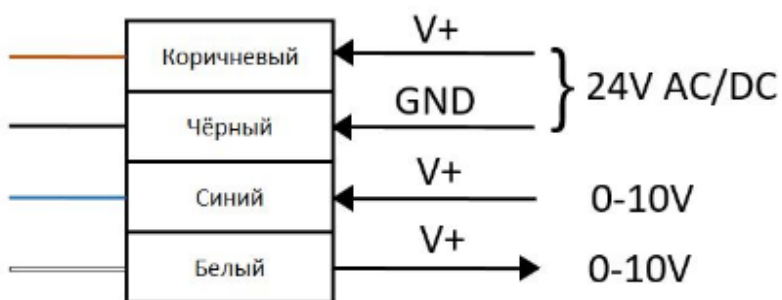 Коричневый V+
Чёрный GND 24V AC/DC
Синий V+ 0-10V
Белый V+ 0-10V